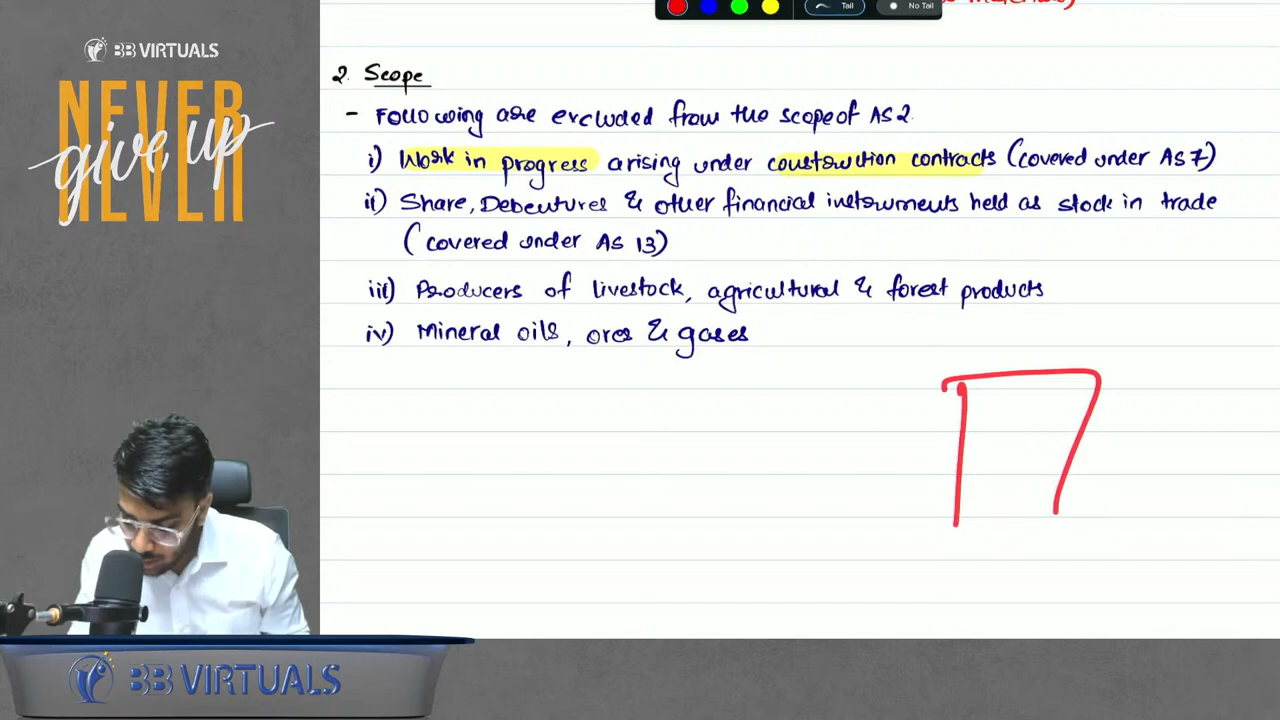 Tail
No Tail
BB VIRTUALS
NEVER
give up
NEVER
2. Scope
- Following are excluded from the scope of AS 2.
i) Work in progress arising under construction contracts (covered under AS 7)
ii) Share, Debentures & other financial instruments held as stock in trade
(covered under AS 13)
iii) Producers of livestock, agricultural & forest products
iv) Mineral oils, ores & gases
BB VIRTUALS